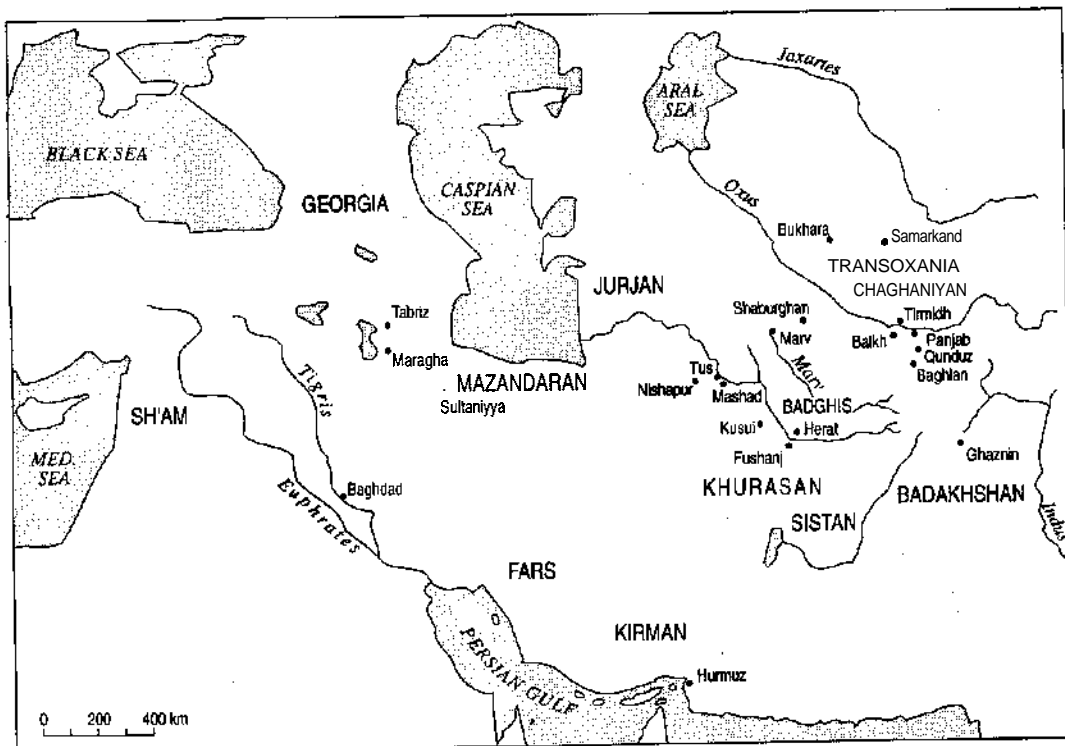 Jaxartes
ARAL
SEA
BLACK SEA
CASPIAN
SEA
GEORGIA
Oxus
Bukhara
Samarkand
TRANSOXANIA
CHAGHANIYAN
JURJAN
Shaburghan
Tirmidh
Tabriz
Marv
Balkh
Panjab
Qunduz
Maragha
Baghlan
Tigris
Marv
Tus
MAZANDARAN
Nishapur
Mashad
Sultaniyya
BADGHIS
SH'AM
Kusui
Herat
MED.
SEA
Fushanj
Ghaznin
KHURASAN
BADAKHSHAN
Baghdad
Euphrates
SISTAN
Indus
FARS
KIRMAN
PERSIAN GULF
Hurmuz
0 200 400 km